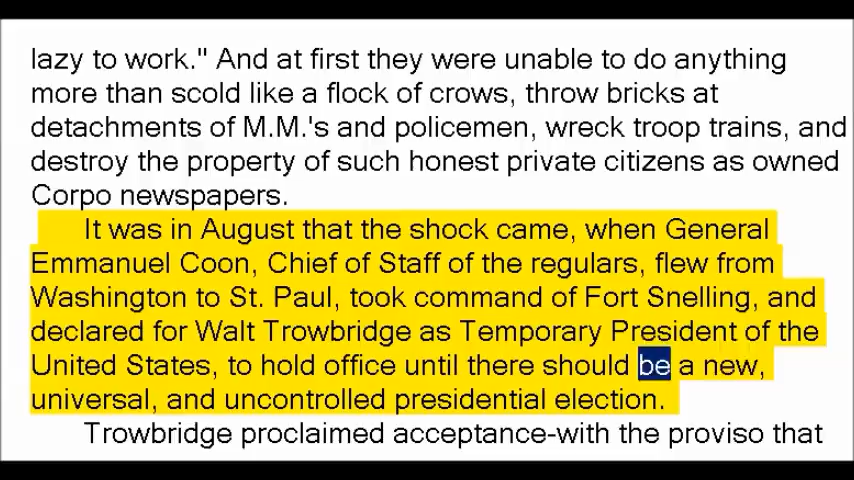 lazy to work." And at first they were unable to do anything
more than scold like a flock of crows, throw bricks at
detachments of M.M.'s and policemen, wreck troop trains, and
destroy the property of such honest private citizens as owned
Corpo newspapers.
It was in August that the shock came, when General
Emmanuel Coon, Chief of Staff of the regulars, flew from
Washington to St. Paul, took command of Fort Snelling, and
declared for Walt Trowbridge as Temporary President of the
United States, to hold office until there should be a new,
universal, and uncontrolled presidential election.
Trowbridge proclaimed acceptance-with the proviso that